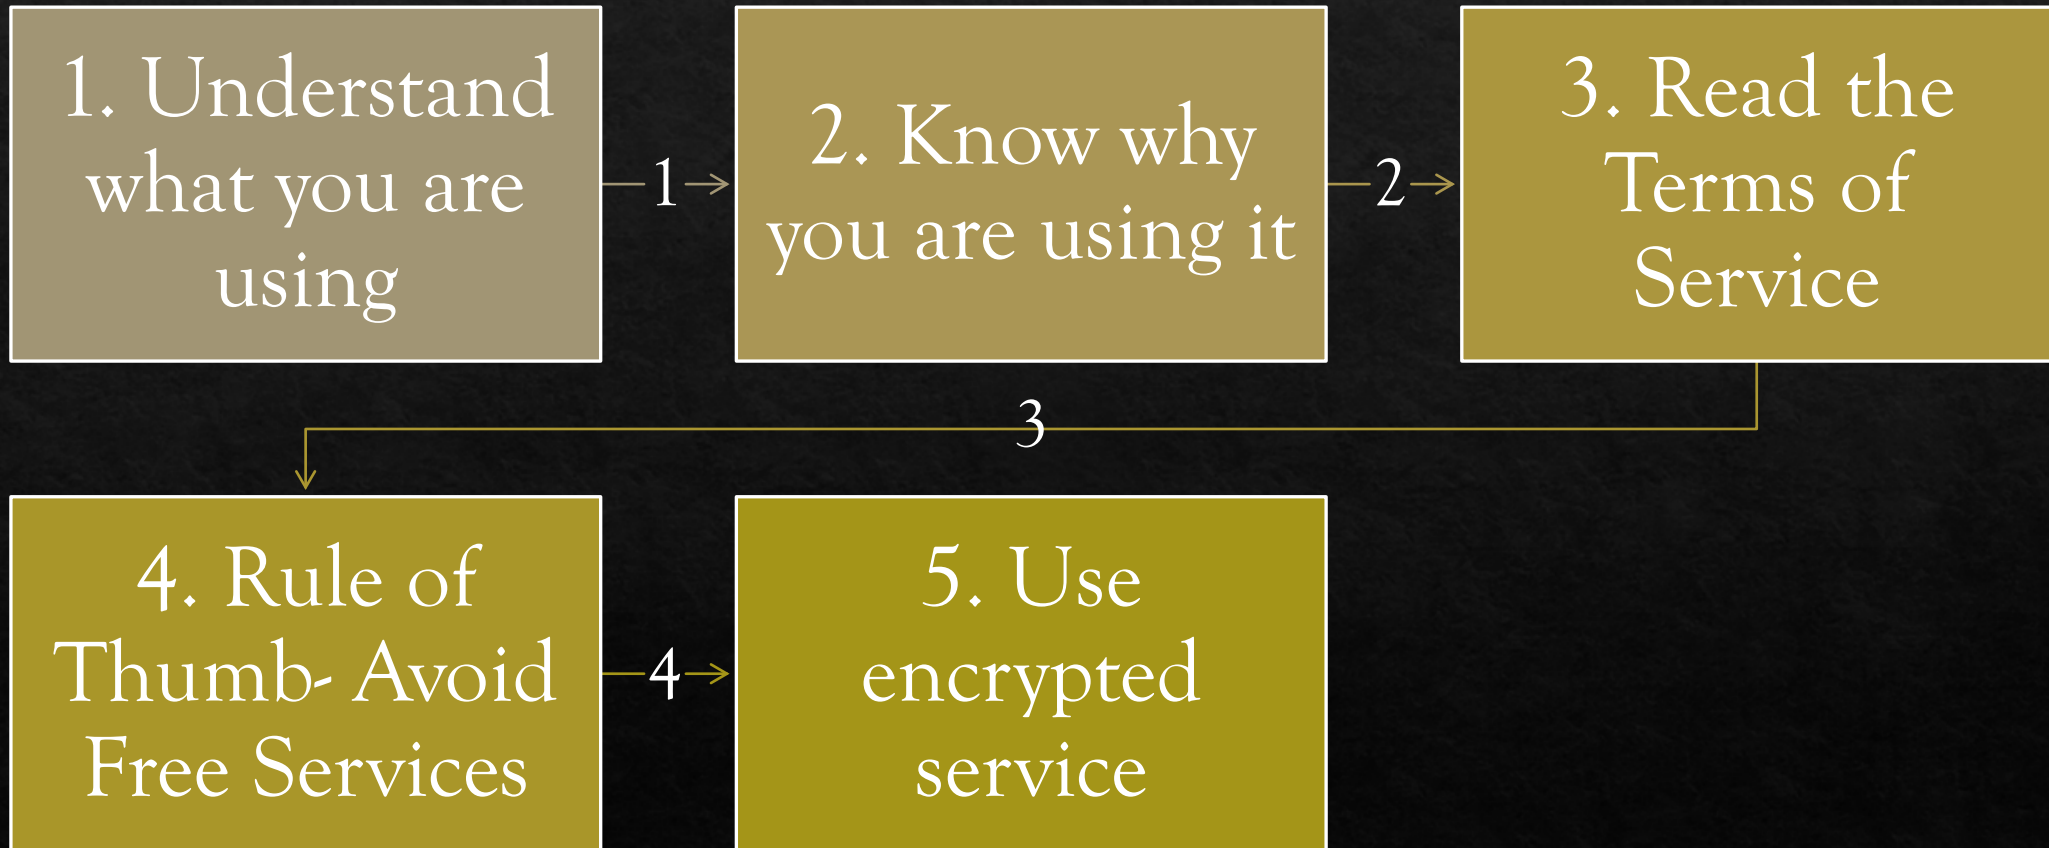 1. Understand
what you are
using
1
2. Know why
you are using it
2
3. Read the
Terms of
Service
3
4. Rule of
Thumb- Avoid
Free Services
4
5. Use
encrypted
service